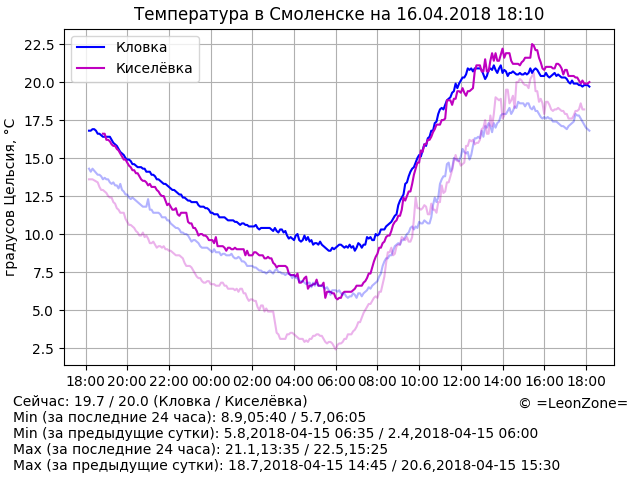 Температура в Смоленске на 16.04.2018 18:10
градусов Цельсия, °C
22.5
20.0
17.5
15.0
12.5
10.0
7.5
5.0
2.5
Кловка
Киселёвка
18:00 20:00 22:00 00:00 02:00 04:00 06:00 08:00 10:00 12:00 14:00 16:00 18:00
Сейчас: 19.7 / 20.0 (Кловка / Киселёвка)
© =LeonZone=
Min (за последние 24 часа): 8.9,05:40 / 5.7,06:05
Min (за предыдущие сутки): 5.8,2018-04-15 06:35 / 2.4,2018-04-15 06:00
Max (за последние 24 часа): 21.1,13:35 / 22.5,15:25
Max (за предыдущие сутки): 18.7,2018-04-15 14:45 / 20.6,2018-04-15 15:30